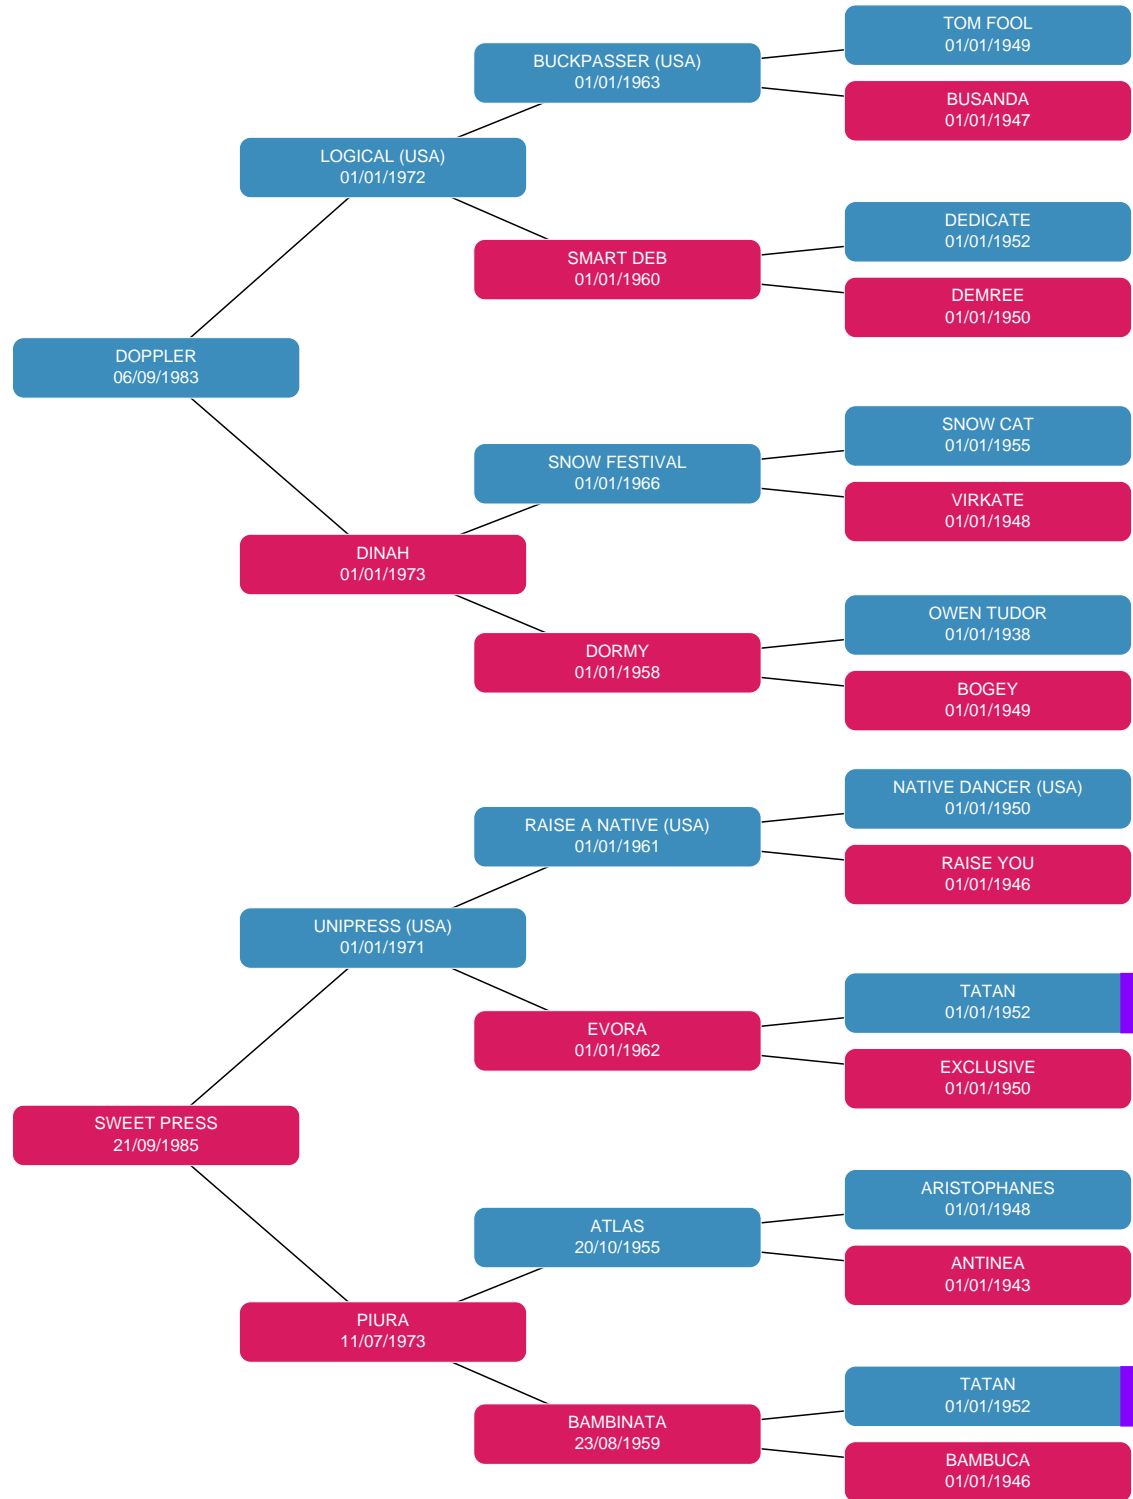 TOM FOOL
01/01/1949
BUCKPASSER (USA)
01/01/1963
BUSANDA
01/01/1947
LOGICAL (USA)
01/01/1972
DEDICATE
01/01/1952
SMART DEB
01/01/1960
DEMREE
01/01/1950
DOPPLER
06/09/1983
SNOW CAT
01/01/1955
SNOW FESTIVAL
01/01/1966
VIRKATE
01/01/1948
DINAH
01/01/1973
OWEN TUDOR
01/01/1938
DORMY
01/01/1958
BOGEY
01/01/1949
NATIVE DANCER (USA)
01/01/1950
RAISE A NATIVE (USA)
01/01/1961
RAISE YOU
01/01/1946
UNIPRESS (USA)
01/01/1971
TATAN
01/01/1952
EVORA
01/01/1962
EXCLUSIVE
01/01/1950
SWEET PRESS
21/09/1985
ARISTOPHANES
01/01/1948
ATLAS
20/10/1955
ANTINEA
01/01/1943
PIURA
11/07/1973
TATAN
01/01/1952
BAMBINATA
23/08/1959
BAMBUCA
01/01/1946